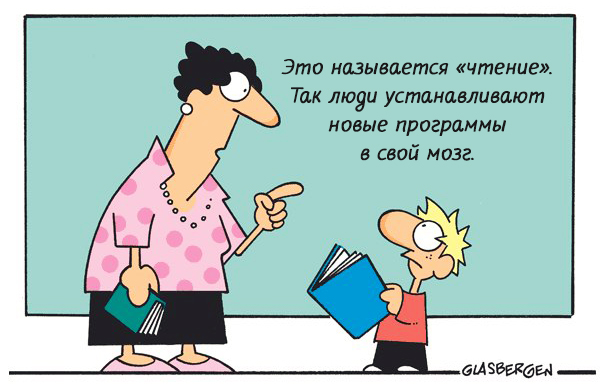 Это называется «чтение».
Так люди устанавливают
новые программы
в свой мозг.
GLASBERGEN